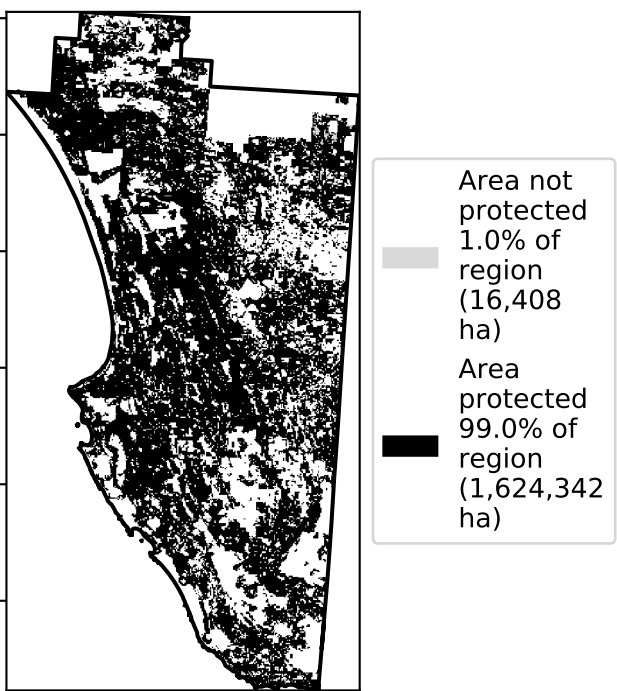 Area not
protected
1.0% of
region
(16,408
ha)
Area
protected
99.0% of
region
(1,624,342
ha)